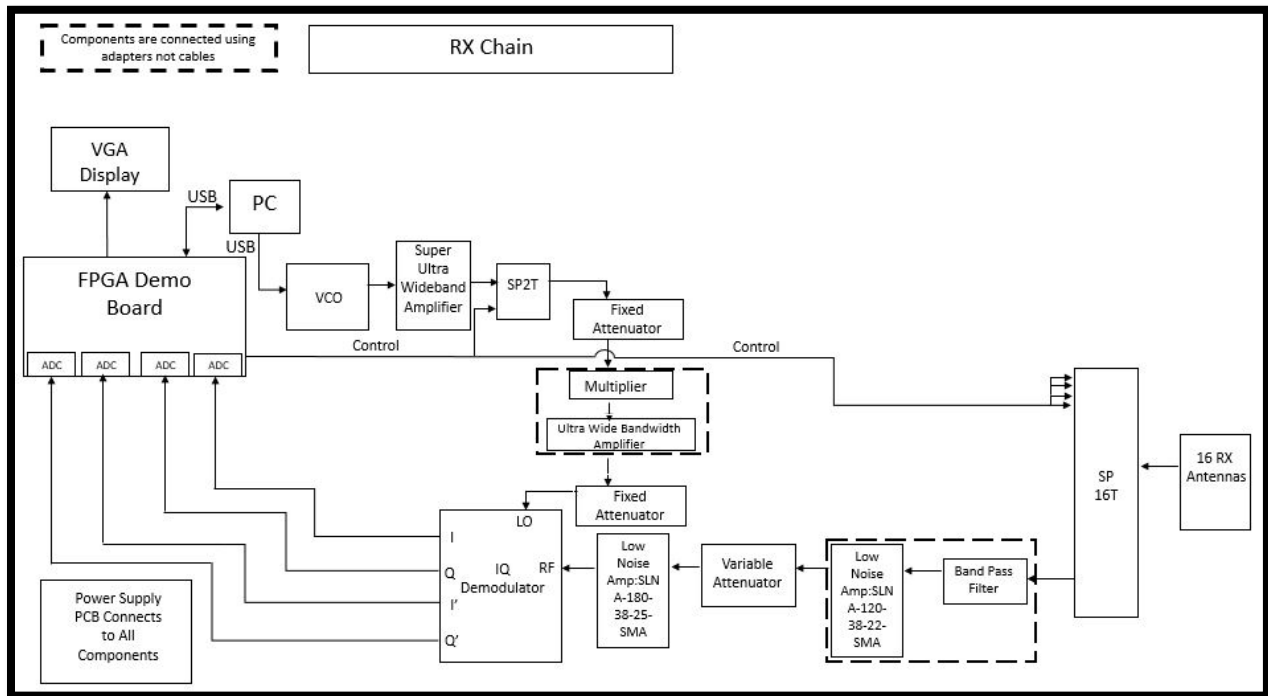 Components are connected using
adapters not cables
RX Chain
VGA
Display
USB
PC
USB
FPGA Demo
Board
ADC
ADC
ADC
ADC
VCO
Super
Ultra
Wideband
Amplifier
SP2T
Fixed
Attenuator
Control
Control
Multiplier
Ultra Wide Bandwidth
Amplifier
Fixed
Attenuator
SP
16T
16 RX
Antennas
LO
I
Q
I'
Q'
IQ
Demodulator
RF
Low
Noise
Amp:SLN
A-180-
38-25-
SMA
Variable
Attenuator
Low
Noise
Amp:SLN
A-120-
38-22-
SMA
Band Pass
Filter
Power Supply
PCB Connects
to All
Components